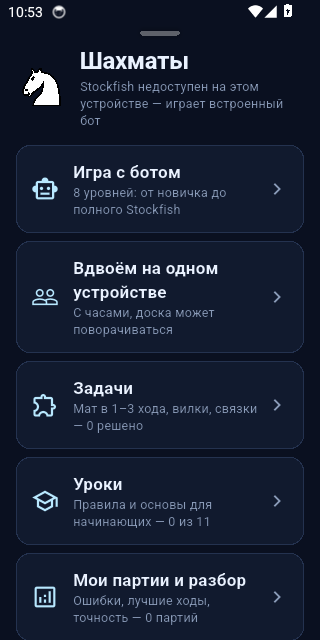 10:53
Шахматы
Stockfish недоступен на этом
устройстве — играет встроенный
бот
Игра с ботом
8 уровней: от новичка до
полного Stockfish
Вдвоём на одном
устройстве
С часами, доска может
поворачиваться
Задачи
Мат в 1–3 хода, вилки, связки
— 0 решено
Уроки
Правила и основы для
начинающих — 0 из 11
Мои партии и разбор
Ошибки, лучшие ходы,
точность — 0 партий